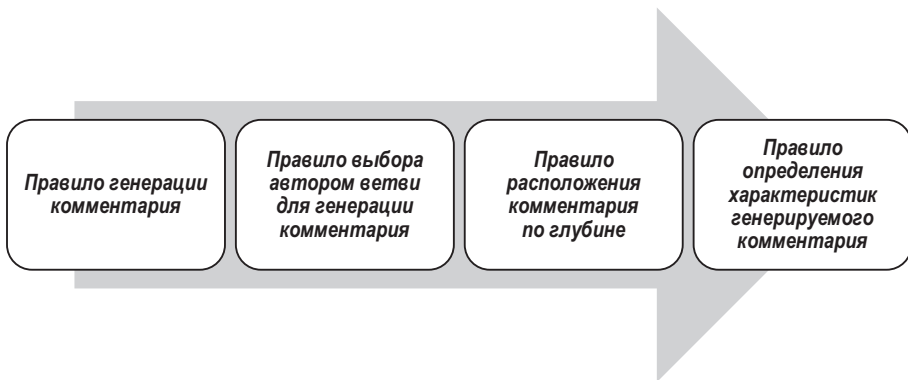 Правило генерации
комментария
Правило выбора
автором ветви
для генерации
комментария
Правило
расположения
комментария
по глубине
Правило
определения
характеристик
генерируемого
комментария